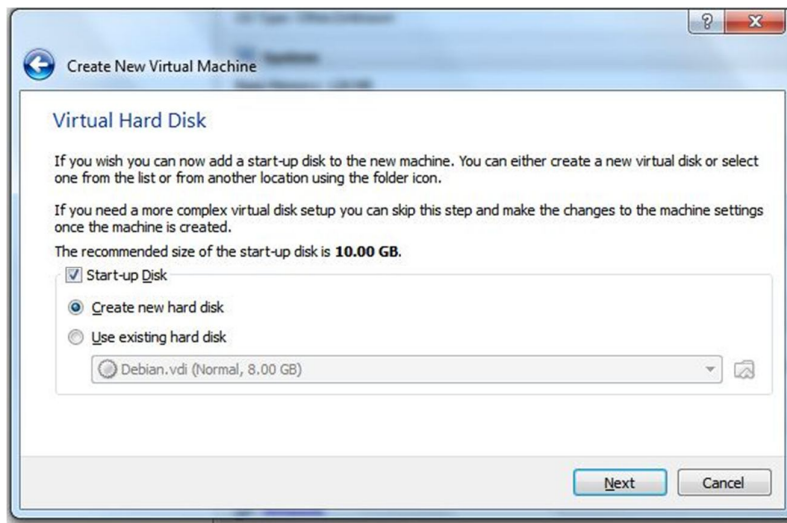 Create New Virtual Machine
Virtual Hard Disk
If you wish you can now add a start-up disk to the new machine. You can either create a new virtual disk or select
one from the list or from another location using the folder icon.
If you need a more complex virtual disk setup you can skip this step and make the changes to the machine settings
once the machine is created.
The recommended size of the start-up disk is 10.00 GB.
Start-up Disk
Create new hard disk
Use existing hard disk
Debian.vdi (Normal, 8.00 GB)
Next
Cancel